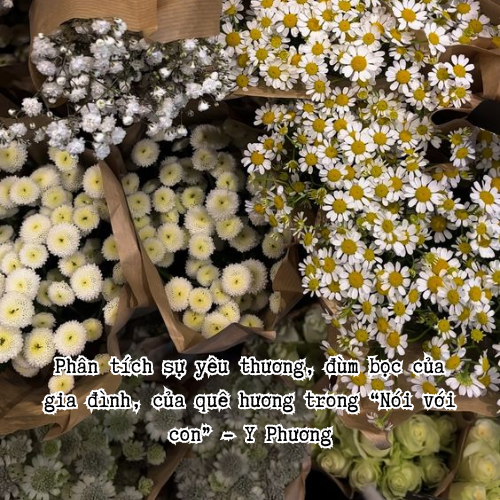 Phân tích sự yêu thương, đùm bọc của
gia đình, của quê hương trong “Nói với
con” - Y Phương